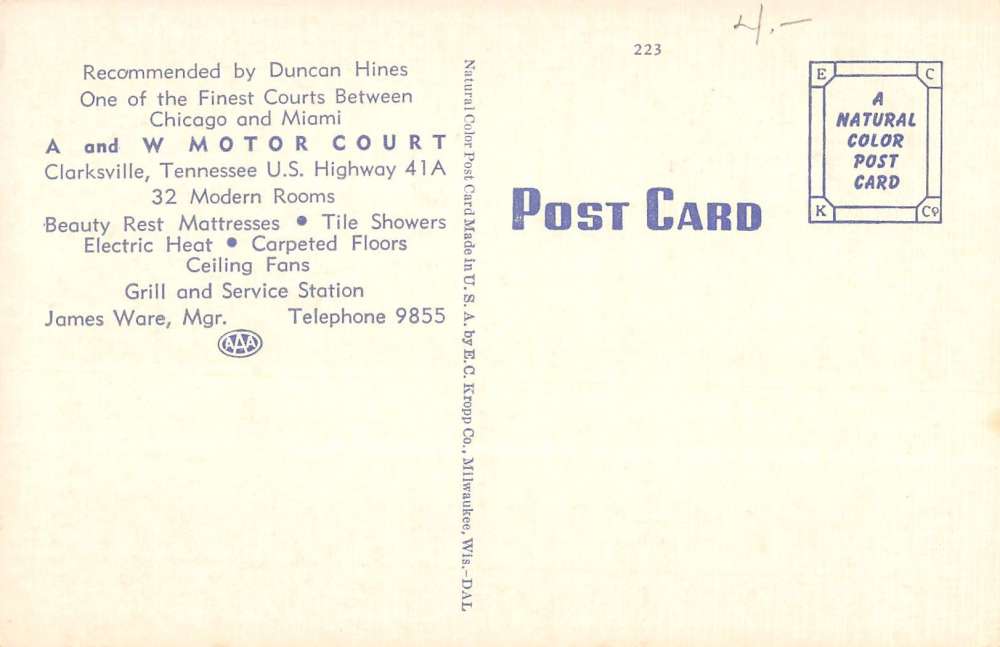 4.-
223
Recommended by Duncan Hines
One of the Finest Courts Between
Chicago and Miami
A and W MOTOR COURT
Clarksville, Tennessee U.S. Highway 41A
32 Modern Rooms
Beauty Rest Mattresses • Tile Showers
Electric Heat • Carpeted Floors
Ceiling Fans
Grill and Service Station
James Ware, Mgr. Telephone 9855
AAA
Natural Color Post Card Made in U. S. A. by E. C. Kropp Co., Milwaukee, Wis.-DAL
POST CARD
E C
A
NATURAL
COLOR
POST
CARD
K Co